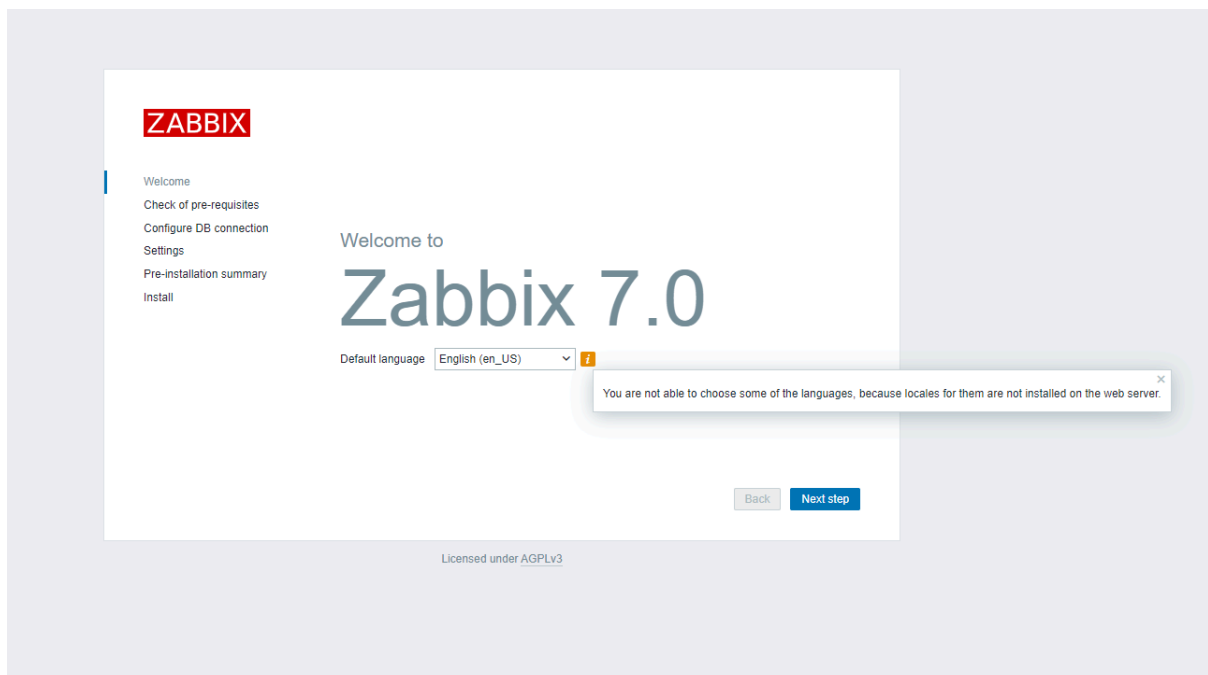 ZABBIX
Welcome
Check of pre-requisites
Configure DB connection
Settings
Pre-installation summary
Install
Welcome to
Zabbix 7.0
Default language English (en_US) i
You are not able to choose some of the languages, because locales for them are not installed on the web server.
Back Next step
Licensed under AGPLv3